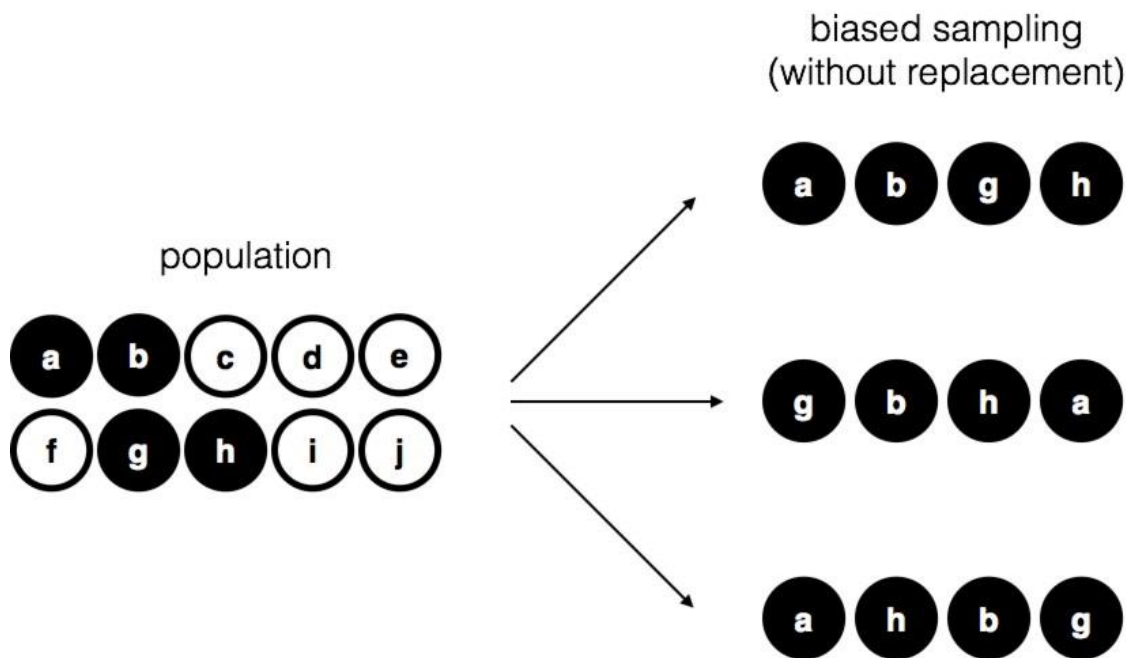 biased sampling
(without replacement)
a b g h
population
a b c d e
f g h i j
g b h a
a h b g